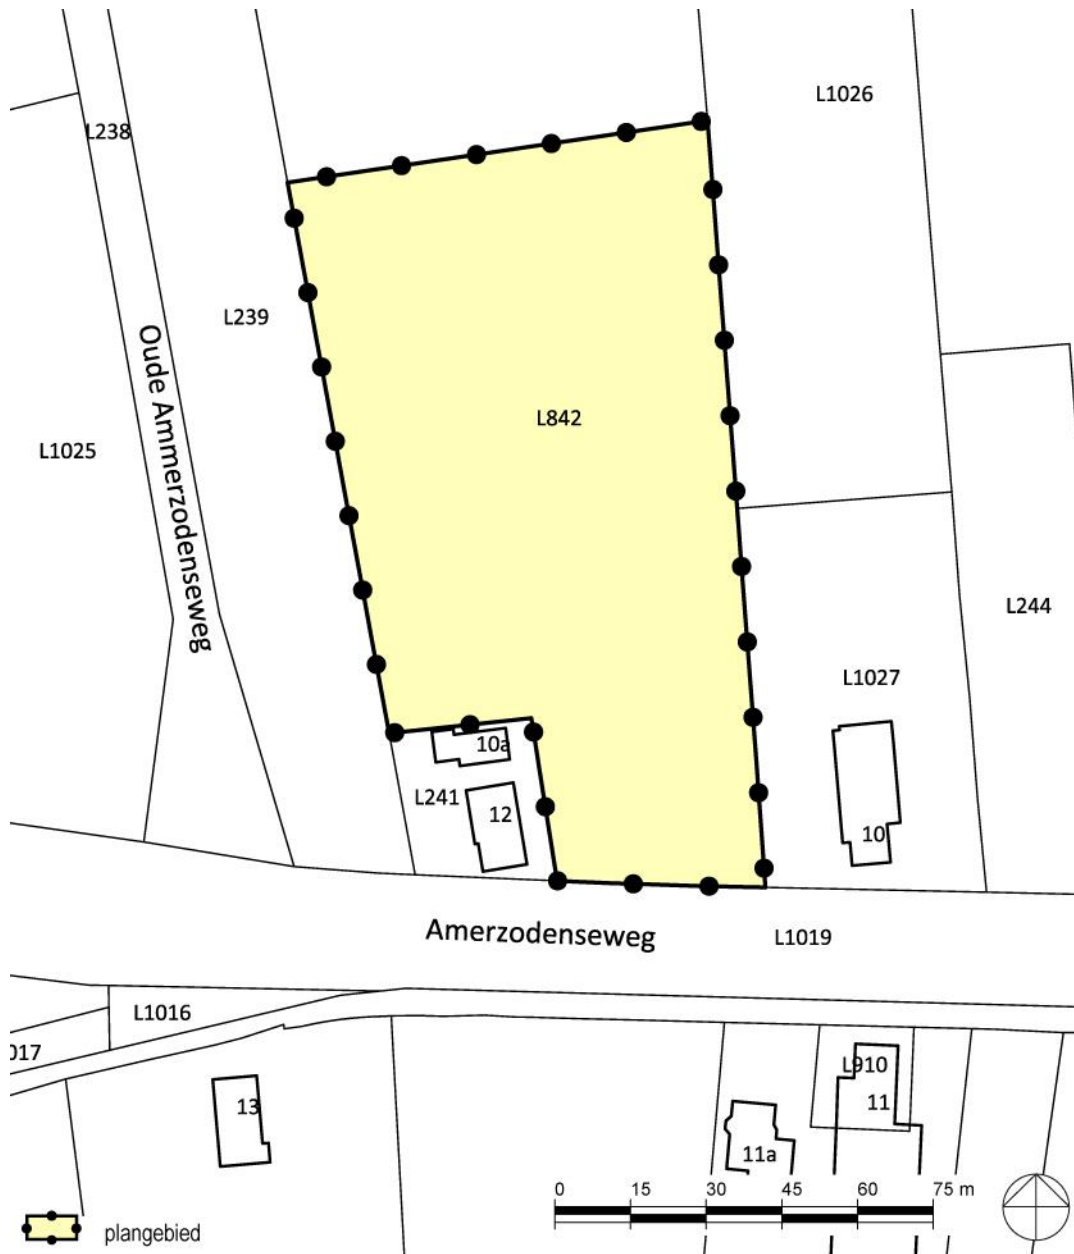 L1026
L238
L239
Oude Ammerzodenseweg
L842
L1025
L244
L1027
10a
L241
12
10
Amerzodenseweg
L1019
L1016
017
L910
13
11
11a
0 15 30 45 60 75 m
plangebied